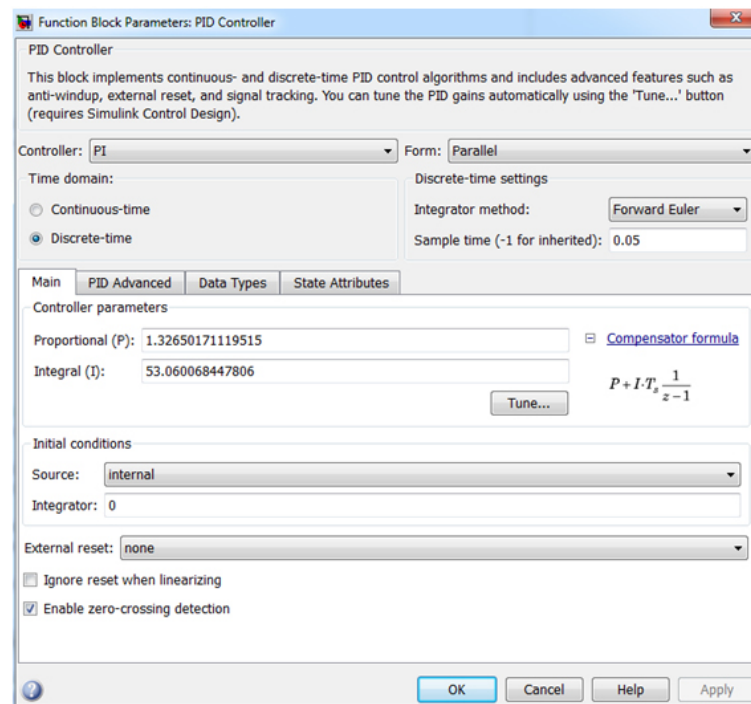 Function Block Parameters: PID Controller
PID Controller
This block implements continuous- and discrete-time PID control algorithms and includes advanced features such as
anti-windup, external reset, and signal tracking. You can tune the PID gains automatically using the 'Tune...' button
(requires Simulink Control Design).
Controller: PI Form: Parallel
Time domain:
Continuous-time
Discrete-time
Discrete-time settings
Integrator method: Forward Euler
Sample time (-1 for inherited): 0.05
Main PID Advanced Data Types State Attributes
Controller parameters
Proportional (P): 1.32650171119515
Integral (I): 53.060068447806
Compensator formula
P+I·T_s 1/(z−1)
Tune...
Initial conditions
Source: internal
Integrator: 0
External reset: none
Ignore reset when linearizing
Enable zero-crossing detection
OK Cancel Help Apply